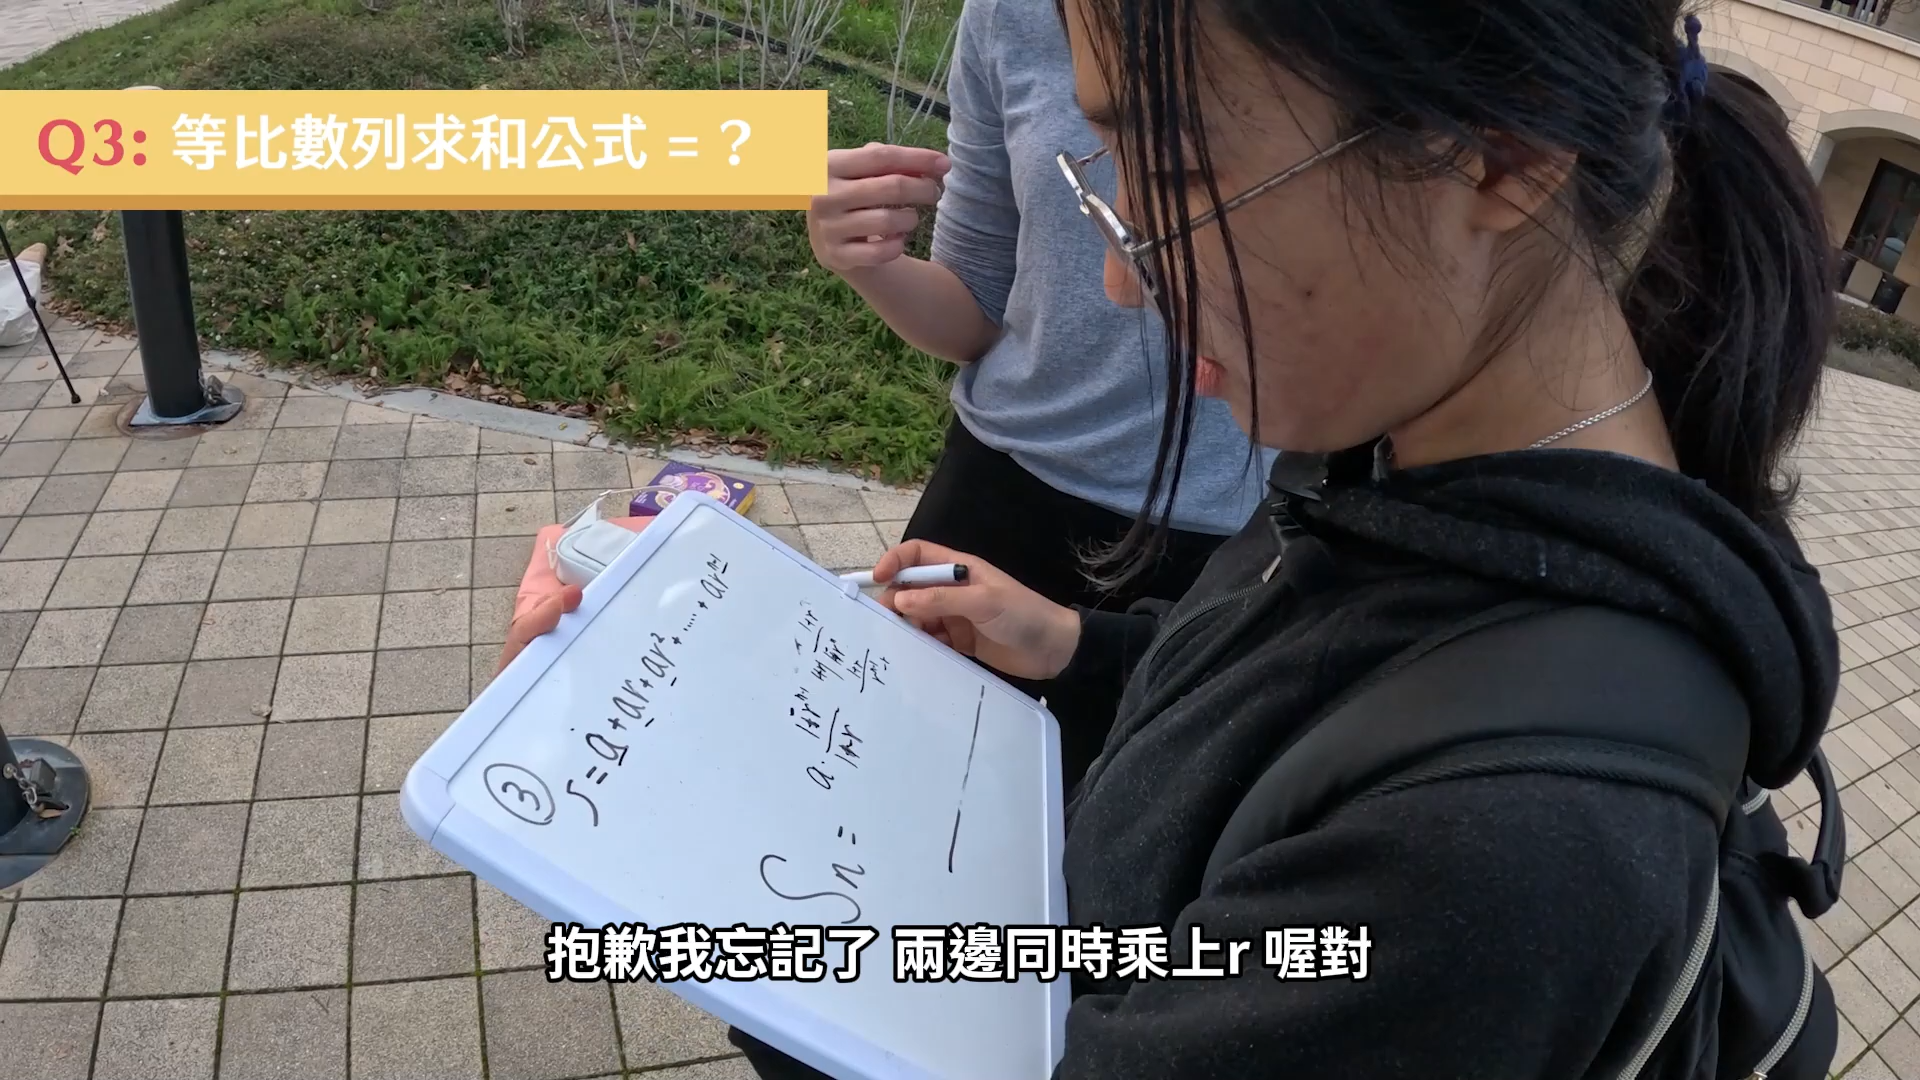 Q3: 等比數列求和公式 = ?
③
S = a + ar + ar² + ..... + arⁿ⁻¹
Sn =
抱歉我忘記了 兩邊同時乘上r 喔對